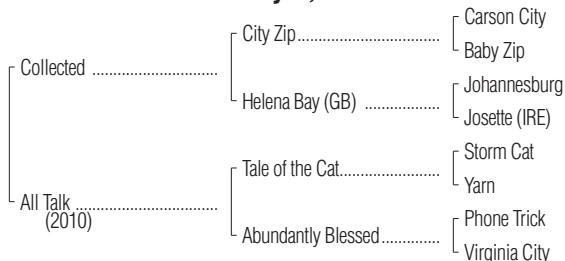 Carson City
City Zip
Baby Zip
Collected
Johannesburg
Helena Bay (GB)
Josette (IRE)
Storm Cat
Tale of the Cat
Yarn
All Talk
(2010)
Phone Trick
Abundantly Blessed
Virginia City